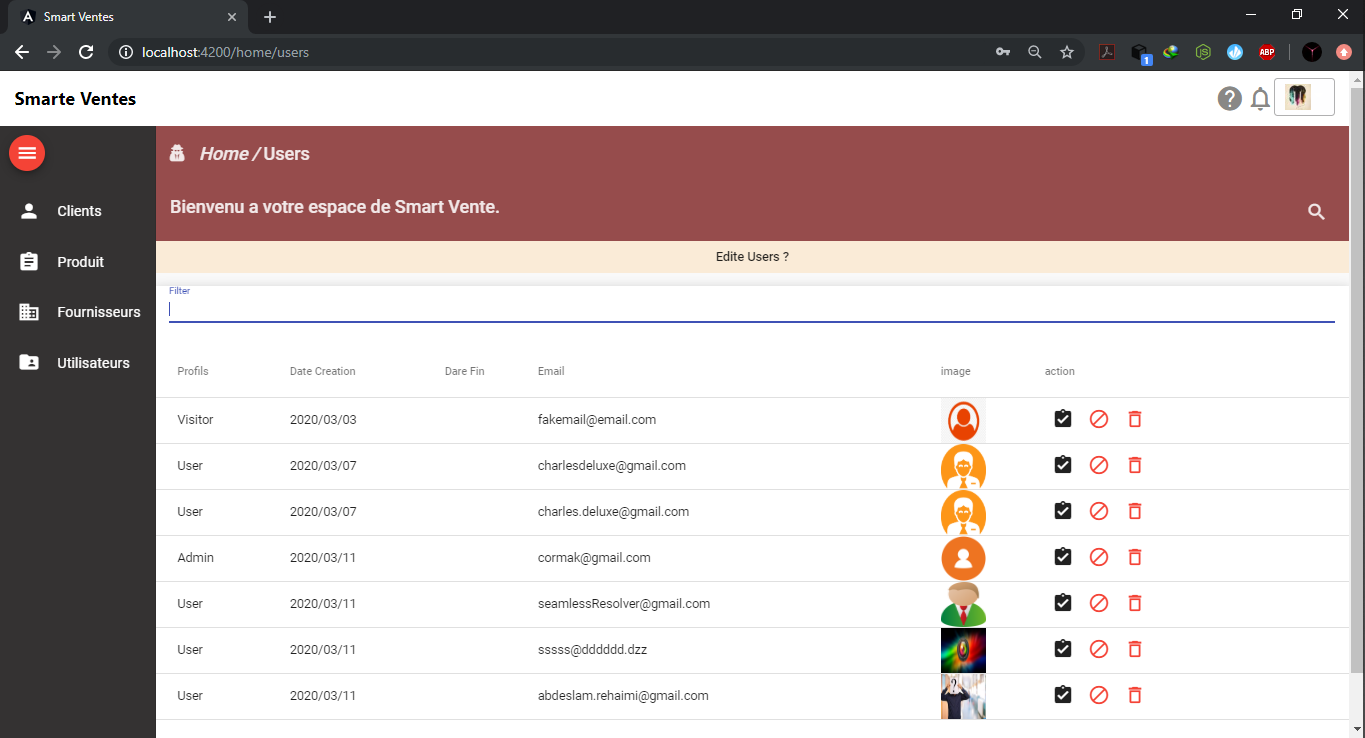 Smart Ventes
localhost:4200/home/users
JS
1
ABP
Y
Smarte Ventes
Home / Users
Clients
Bienvenu a votre espace de Smart Vente.
Produit
Edite Users ?
Fournisseurs
Utilisateurs
Filter
Profils Date Creation Dare Fin Email image action
Visitor 2020/03/03 fakemail@email.com
User 2020/03/07 charlesdeluxe@gmail.com
User 2020/03/07 charles.deluxe@gmail.com
Admin 2020/03/11 cormak@gmail.com
User 2020/03/11 seamlessResolver@gmail.com
User 2020/03/11 sssss@dddddd.dzz
User 2020/03/11 abdeslam.rehaimi@gmail.com